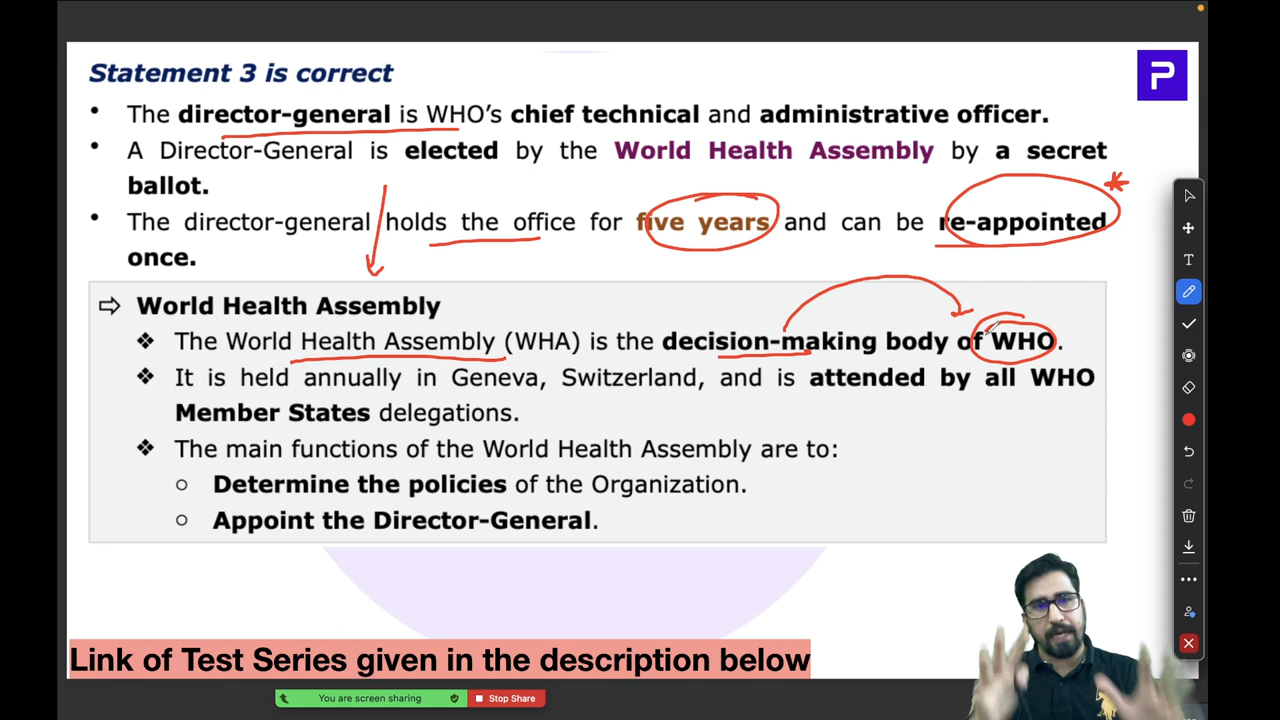 Statement 3 is correct
• The director-general is WHO's chief technical and administrative officer.
• A Director-General is elected by the World Health Assembly by a secret
ballot.
• The director-general holds the office for five years and can be re-appointed
once.
⇨ World Health Assembly
❖ The World Health Assembly (WHA) is the decision-making body of WHO.
❖ It is held annually in Geneva, Switzerland, and is attended by all WHO
Member States delegations.
❖ The main functions of the World Health Assembly are to:
○ Determine the policies of the Organization.
○ Appoint the Director-General.
Link of Test Series given in the description below
You are screen sharing Stop Share
P
T